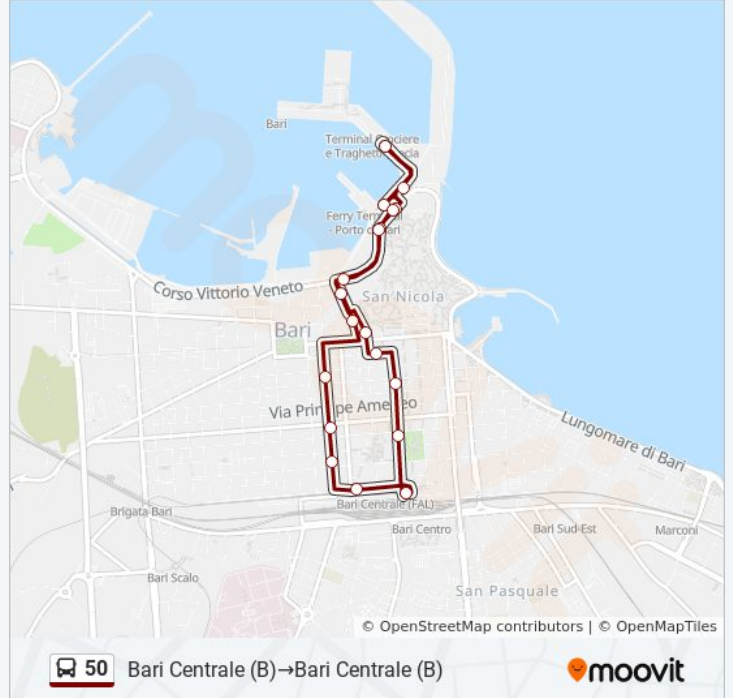 Bari
Terminal Crociere
e Traghetti Grecia
Ferry Terminal
- Porto di Bari
Corso Vittorio Veneto
San Nicola
Bari
Via Principe Amedeo
Lungomare di Bari
Bari Centrale (FAL)
Brigata Bari
Bari Centro
Bari Sud-Est
Marconi
Bari Scalo
San Pasquale
© OpenStreetMap contributors | © OpenMapTiles
50 Bari Centrale (B)→Bari Centrale (B)
moovit